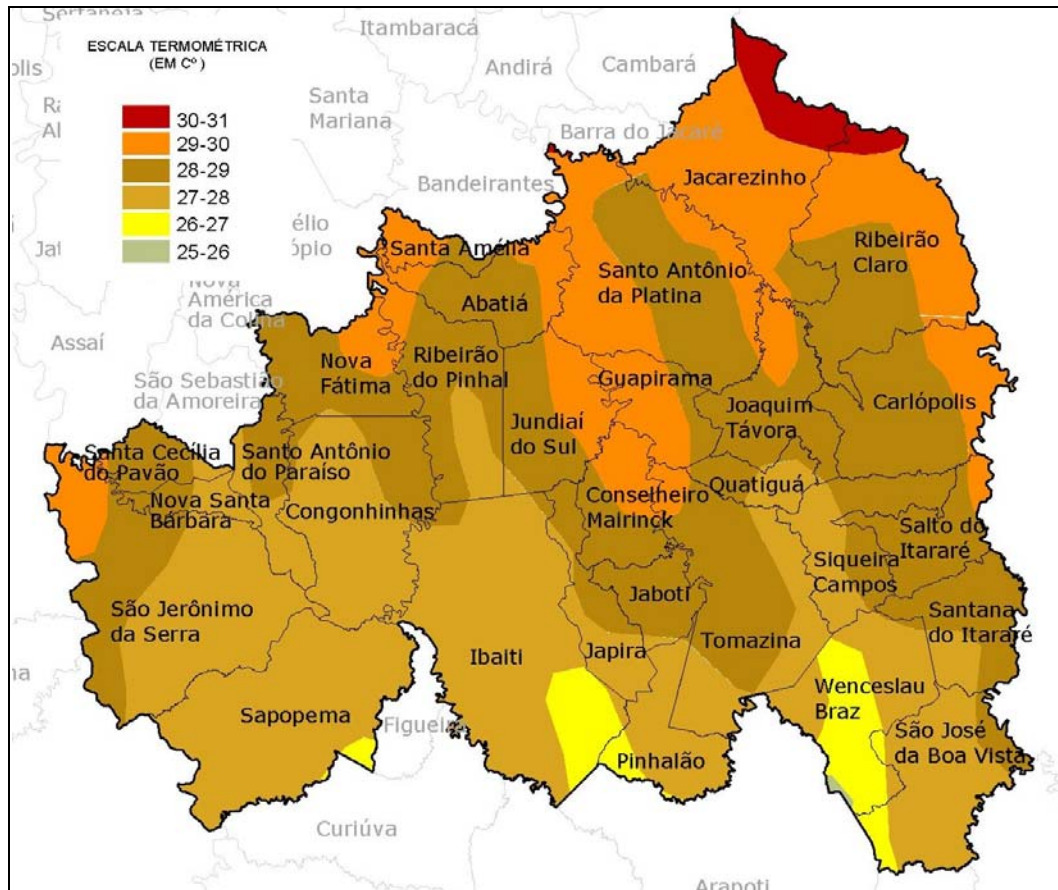 Sertaneja
Itambaracá
ESCALA TERMOMÉTRICA
(EM Cº )
Andirá
Cambará
olis
Santa
Mariana
30-31
29-30
28-29
27-28
26-27
25-26
Barra do Jacaré
Bandeirantes
Jacarezinho
élio
ópio
Santa Amélia
Ribeirão
Claro
Santo Antônio
da Platina
Abatiá
Nova
América
da Colina
Assaí
Nova
Fátima
Ribeirão
do Pinhal
Guapirama
São Sebastião
da Amoreira
Jundiaí
do Sul
Joaquim
Távora
Carlópolis
Santa Cecília
do Pavão
Santo Antônio
do Paraíso
Nova Santa
Bárbara
Congonhinhas
Quatiguá
Conselheiro
Mairinck
Salto do
Itararé
Siqueira
Campos
Jaboti
São Jerônimo
da Serra
Santana
do Itararé
Tomazina
Ibaiti
Japira
Wenceslau
Braz
Sapopema
Figueira
São José
da Boa Vista
Pinhalão
Curiúva
Arapoti